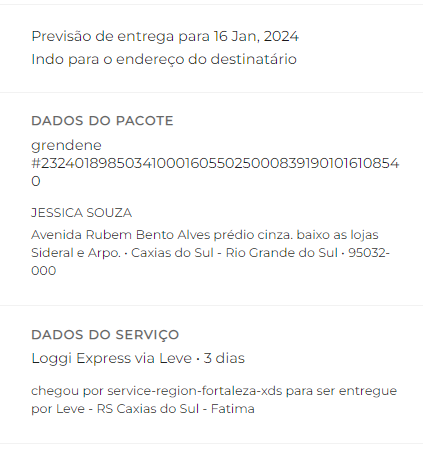 Previsão de entrega para 16 Jan, 2024
Indo para o endereço do destinatário
DADOS DO PACOTE
grendene
#2324018985034100016055025000839190101610854
0
JESSICA SOUZA
Avenida Rubem Bento Alves prédio cinza. baixo as lojas
Sideral e Arpo. • Caxias do Sul - Rio Grande do Sul • 95032-
000
DADOS DO SERVIÇO
Loggi Express via Leve • 3 dias
chegou por service-region-fortaleza-xds para ser entregue
por Leve - RS Caxias do Sul - Fatima